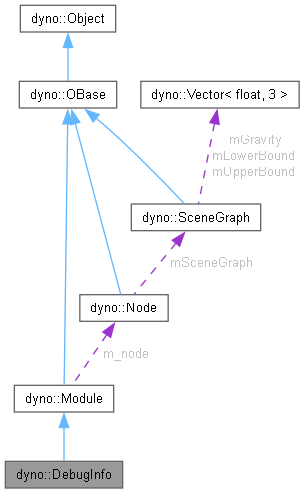 dyno::Object
dyno::OBase
dyno::Vector< float, 3 >
mGravity
mLowerBound
mUpperBound
dyno::SceneGraph
mSceneGraph
dyno::Node
m_node
dyno::Module
dyno::DebugInfo